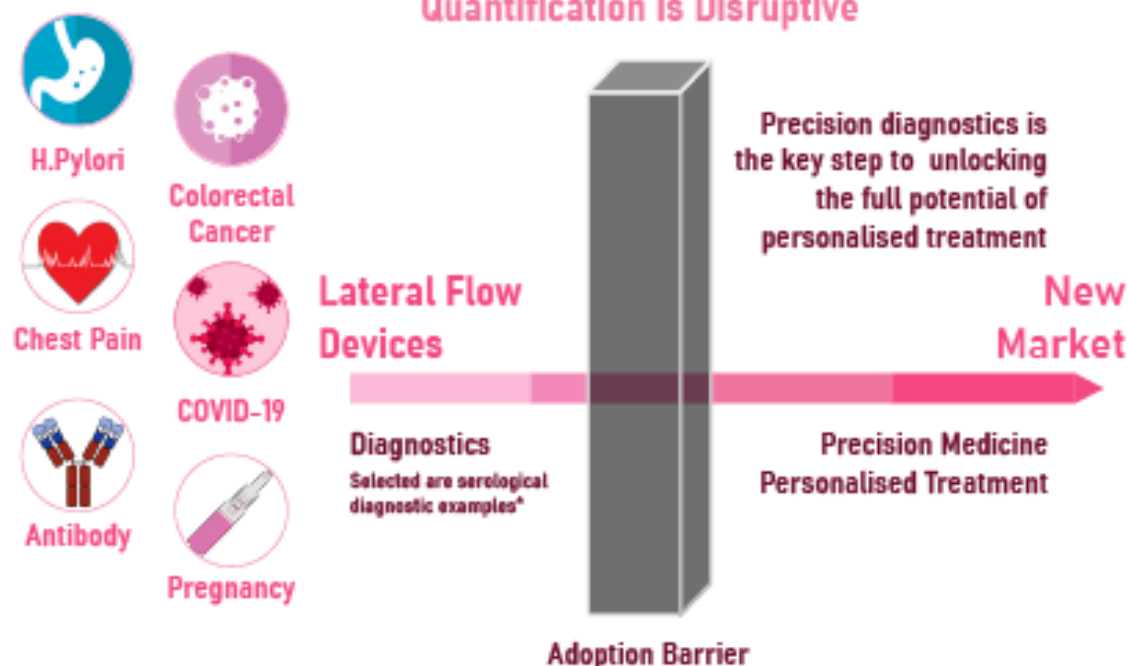 Quantification is Disruptive
H.Pylori
Colorectal
Cancer
Chest Pain
COVID-19
Antibody
Pregnancy
Lateral Flow
Devices
Diagnostics
Selected are serological
diagnostic examples*
Adoption Barrier
Precision diagnostics is
the key step to unlocking
the full potential of
personalised treatment
New
Market
Precision Medicine
Personalised Treatment